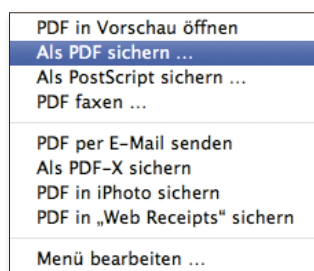 PDF in Vorschau öffnen
Als PDF sichern …
Als PostScript sichern …
PDF faxen …
PDF per E-Mail senden
Als PDF-X sichern
PDF in iPhoto sichern
PDF in „Web Receipts“ sichern
Menü bearbeiten …